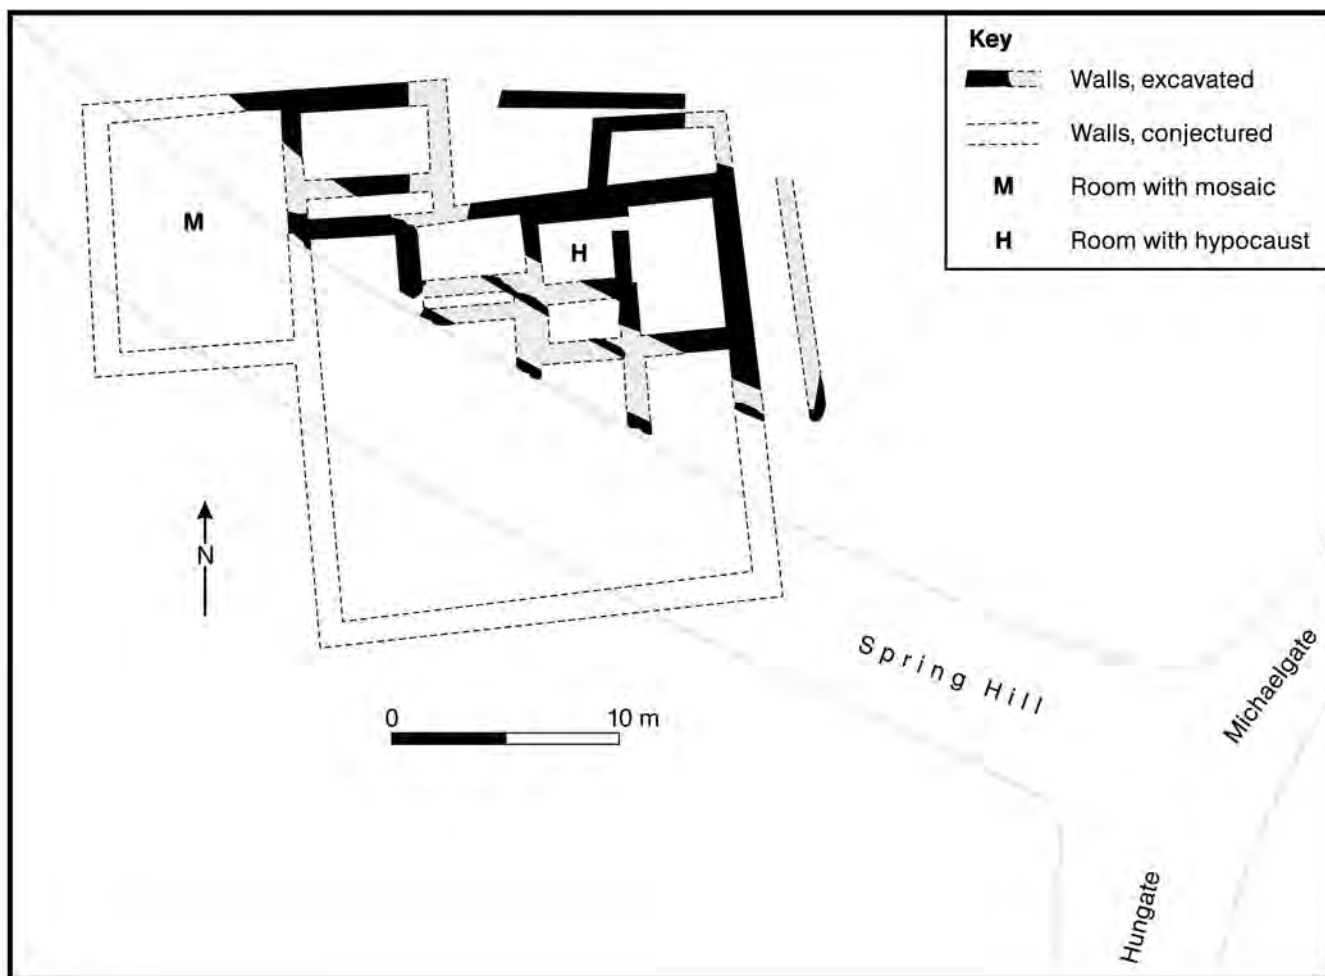 Key
Walls, excavated
Walls, conjectured
M Room with mosaic
H Room with hypocaust
M
H
N
0 10 m
Spring Hill
Michaelgate
Hungate